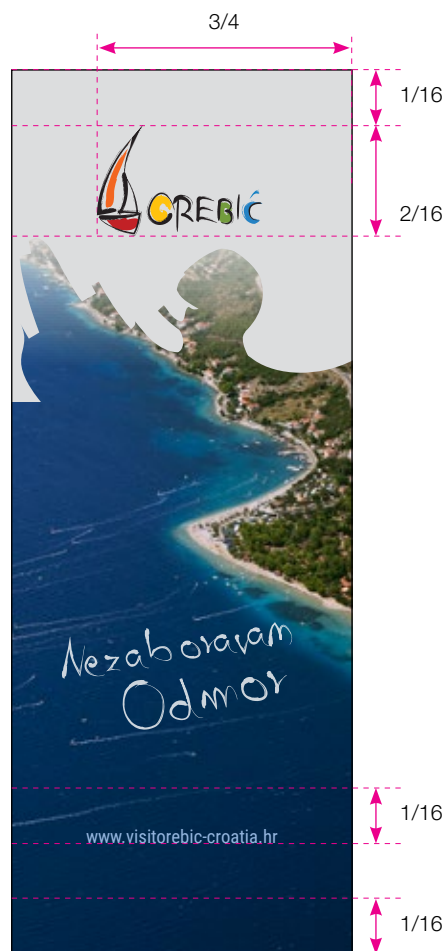 3/4
1/16
2/16
OREBIĆ
Nezaboravan
Odmor
1/16
www.visitorebic-croatia.hr
1/16